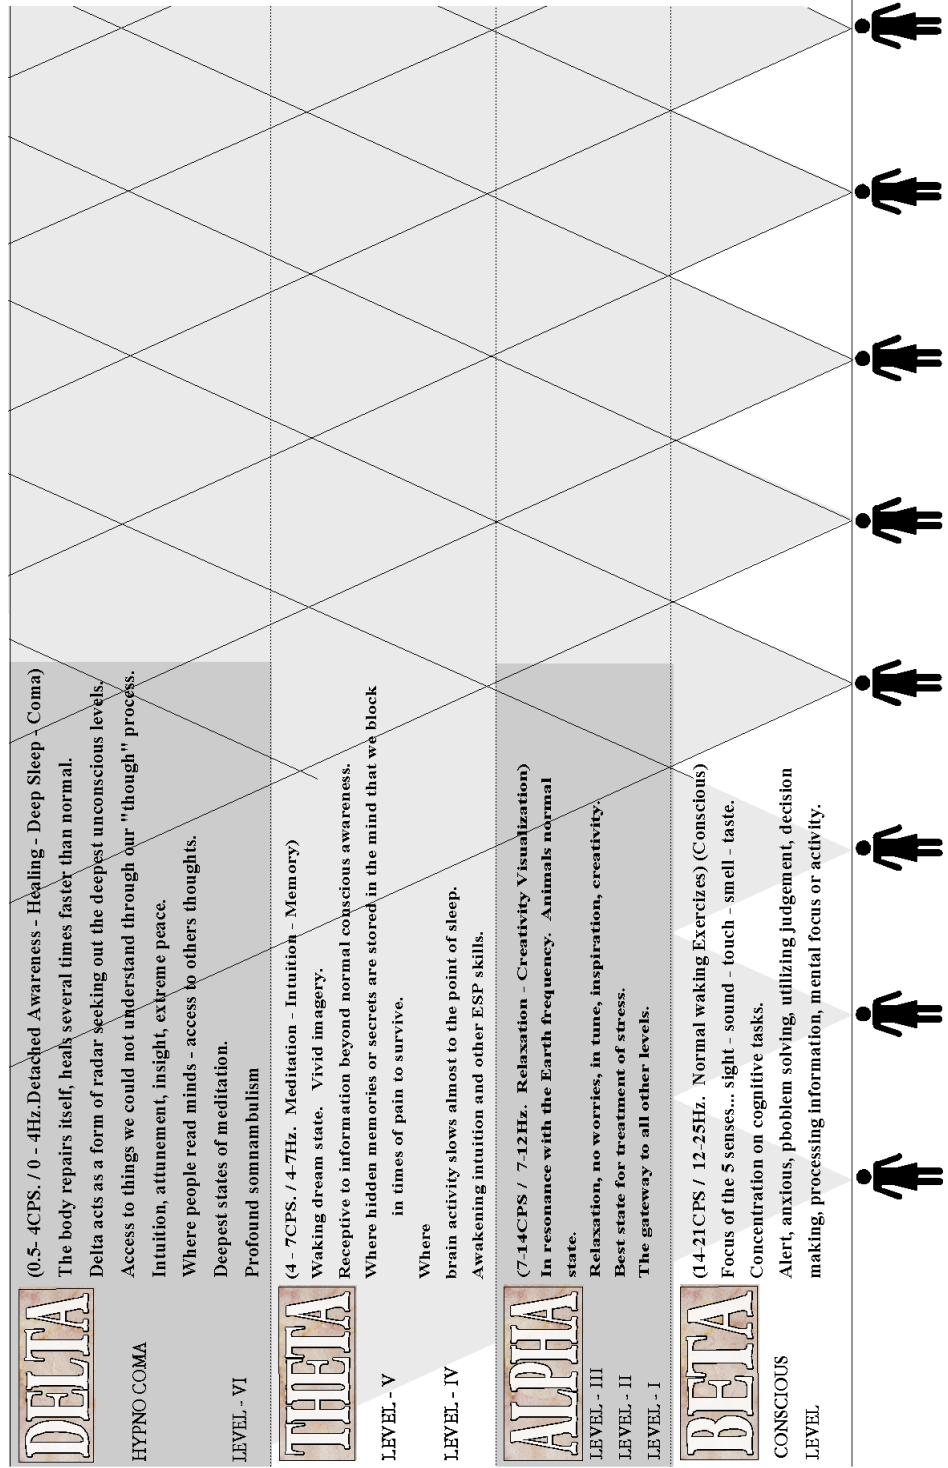 DELTA
HYPNO COMA
LEVEL - VI
(0.5- 4CPS. / 0 - 4Hz.Detached Awareness - Healing - Deep Sleep - Coma)
The body repairs itself, heals several times faster than normal.
Delta acts as a form of radar seeking out the deepest unconscious levels.
Access to things we could not understand through our "though" process.
Intuition, attunement, insight, extreme peace.
Where people read minds - access to others thoughts.
Deepest states of meditation.
Profound somnambulism
THETA
LEVEL - V
LEVEL - IV
(4 - 7CPS. / 4-7Hz. Meditation - Intuition - Memory)
Waking dream state. Vivid imagery.
Receptive to information beyond normal conscious awareness.
Where hidden memories or secrets are stored in the mind that we block
in times of pain to survive.
Where
brain activity slows almost to the point of sleep.
Awakening intuition and other ESP skills.
ALPHA
LEVEL - III
LEVEL - II
LEVEL - I
(7-14CPS / 7-12Hz. Relaxation - Creativity Visualization)
In resonance with the Earth frequency. Animals normal
state.
Relaxation, no worries, in tune, inspiration, creativity.
Best state for treatment of stress.
The gateway to all other levels.
BETA
CONSCIOUS
LEVEL
(14-21CPS / 12-25Hz. Normal waking Exercizes) (Conscious)
Focus of the 5 senses... sight - sound - touch - smell - taste.
Concentration on cognitive tasks.
Alert, anxious, pboblem solving, utilizing judgement, decision
making, processing information, mental focus or activity.